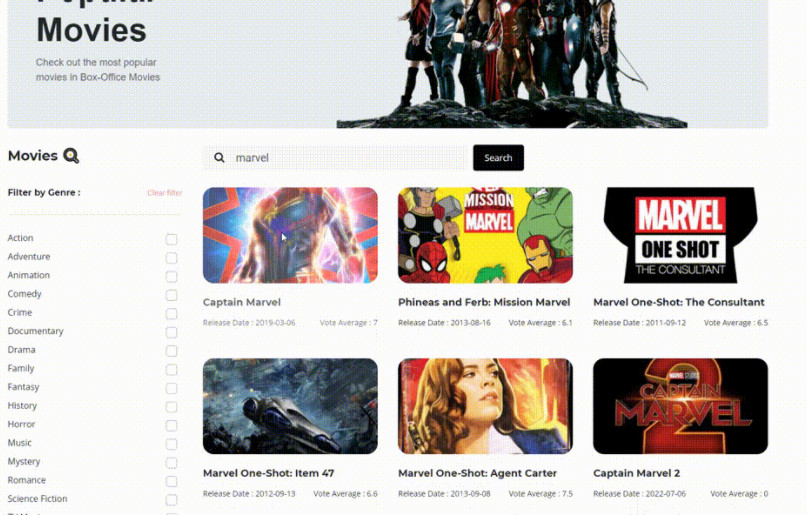 Popular
Movies
Check out the most popular
movies in Box-Office Movies
Movies
marvel
Search
Filter by Genre :
Clear filter
Action
Adventure
Animation
Comedy
Crime
Documentary
Drama
Family
Fantasy
History
Horror
Music
Mystery
Romance
Science Fiction
MISSION
MARVEL
MARVEL
ONE SHOT
THE CONSULTANT
Captain Marvel
Release Date : 2019-03-06 Vote Average : 7
Phineas and Ferb: Mission Marvel
Release Date : 2013-08-16 Vote Average : 6.1
Marvel One-Shot: The Consultant
Release Date : 2011-09-12 Vote Average : 6.5
CAPTAIN
MARVEL
2
Marvel One-Shot: Item 47
Release Date : 2012-09-13 Vote Average : 6.6
Marvel One-Shot: Agent Carter
Release Date : 2013-09-08 Vote Average : 7.5
Captain Marvel 2
Release Date : 2022-07-06 Vote Average : 0